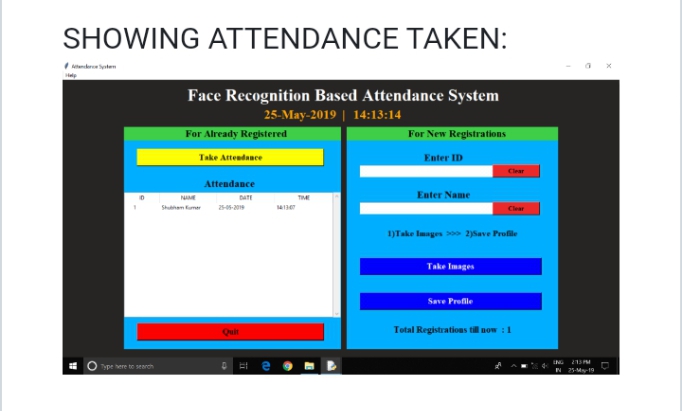 SHOWING ATTENDANCE TAKEN:
Attendance System
Help
Face Recognition Based Attendance System
25-May-2019 | 14:13:14
For Already Registered
Take Attendance
Attendance
ID NAME DATE TIME
1 Shubham Kumar 25-05-2019 14:13:07
Quit
For New Registrations
Enter ID
Clear
Enter Name
Clear
1)Take Images >>> 2)Save Profile
Take Images
Save Profile
Total Registrations till now : 1
Type here to search
ENG 2:13 PM
IN 25-May-19